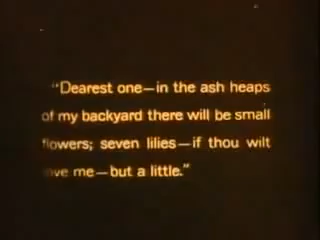 "Dearest one—in the ash heaps
of my backyard there will be small
flowers; seven lilies—if thou wilt
me—but a little."